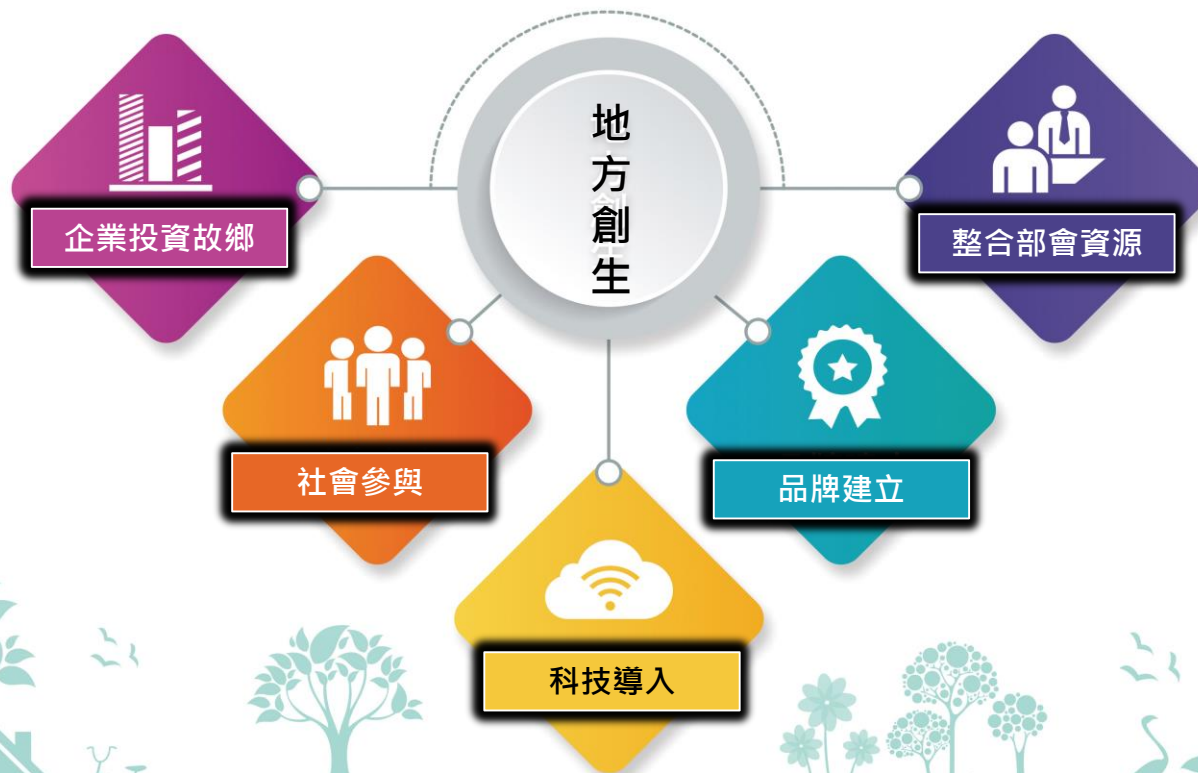 地方創生
企業投資故鄉
整合部會資源
社會參與
品牌建立
科技導入